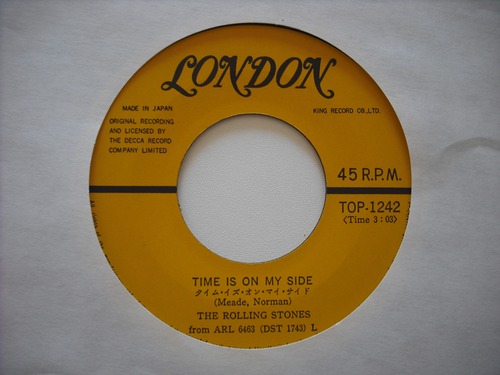 LONDON
MADE IN JAPAN
KING RECORD CO., LTD.
ORIGINAL RECORDING
AND LICENSED BY
THE DECCA RECORD
COMPANY LIMITED
45 R.P.M.
TOP-1242
(Time 3:03)
TIME IS ON MY SIDE
タイム・イズ・オン・マイ・サイド
(Meade, Norman)
THE ROLLING STONES
from ARL 6463 (DST 1743) L